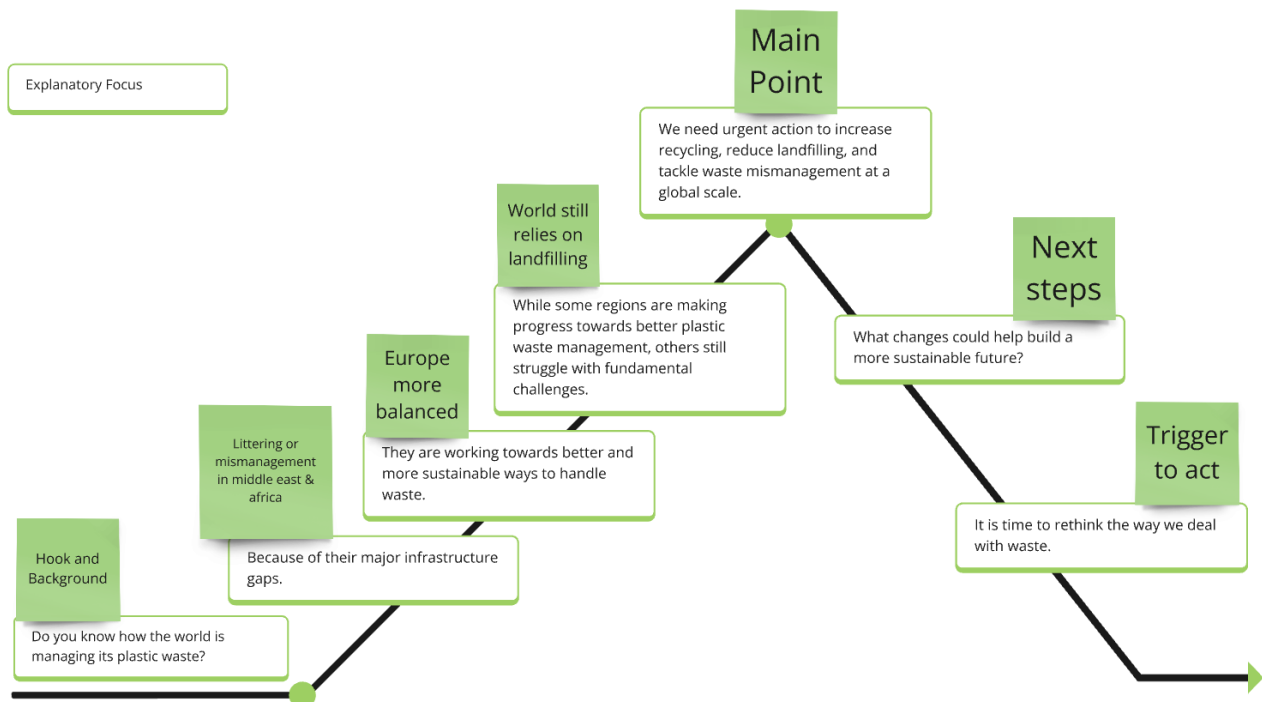 Explanatory Focus
Hook and
Background
Do you know how the world is
managing its plastic waste?
Littering or
mismanagement
in middle east &
africa
Because of their major infrastructure
gaps.
Europe
more
balanced
They are working towards better and
more sustainable ways to handle
waste.
World still
relies on
landfilling
While some regions are making
progress towards better plastic
waste management, others still
struggle with fundamental
challenges.
Main
Point
We need urgent action to increase
recycling, reduce landfilling, and
tackle waste mismanagement at a
global scale.
Next
steps
What changes could help build a
more sustainable future?
Trigger
to act
It is time to rethink the way we deal
with waste.